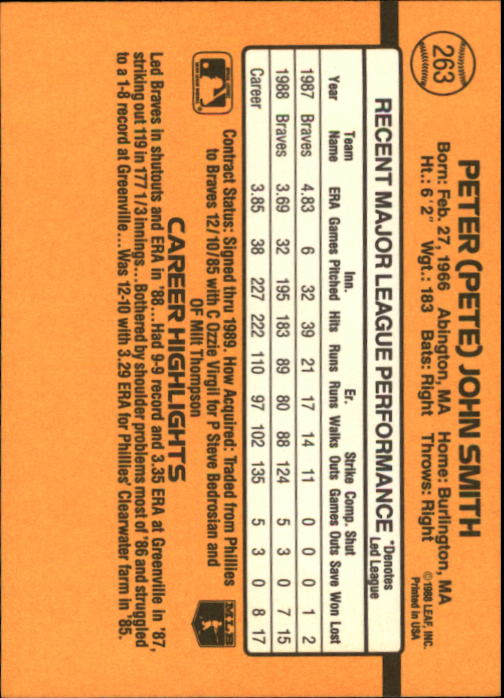 263
PETER (PETE) JOHN SMITH
Born: Feb. 27, 1966 Abington, MA Home: Burlington, MA
Ht.: 6'2" Wgt.: 183 Bats: Right Throws: Right
©1988 LEAF, INC.
Printed in USA
RECENT MAJOR LEAGUE PERFORMANCE *Denotes Led League
Year Team Name ERA Games Inn. Pitched Hits Runs Er. Runs Walks Strike Outs Comp. Games Shut Outs Save Won Lost
1987 Braves 4.83 6 32 39 21 17 14 11 0 0 0 1 2
1988 Braves 3.69 32 195 183 89 80 88 124 5 3 0 7 15
Career 3.85 38 227 222 110 97 102 135 5 3 0 8 17
Contract Status: Signed thru 1989. How Acquired: Traded from Phillies
to Braves 12/10/85 with C Ozzie Virgil for P Steve Bedrosian and
OF Milt Thompson
MLB
CAREER HIGHLIGHTS
Led Braves in shutouts and ERA in '88... Had 9-9 record and 3.35 ERA at Greenville in '87,
striking out 119 in 177 1/3 innings... Bothered by shoulder problems most of '86 and struggled
to a 1-8 record at Greenville... Was 12-10 with 3.29 ERA for Phillies' Clearwater farm in '85.